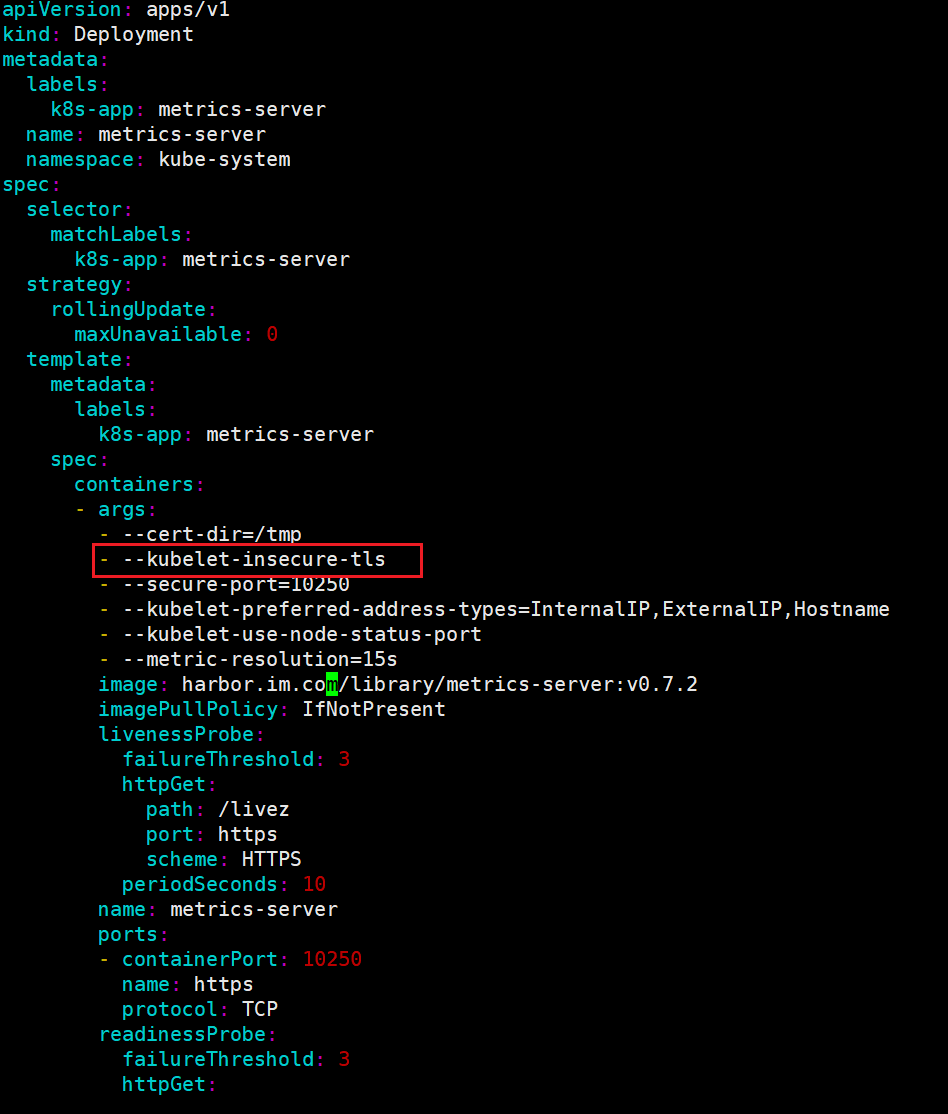 apiVersion: apps/v1
kind: Deployment
metadata:
  labels:
    k8s-app: metrics-server
  name: metrics-server
  namespace: kube-system
spec:
  selector:
    matchLabels:
      k8s-app: metrics-server
  strategy:
    rollingUpdate:
      maxUnavailable: 0
  template:
    metadata:
      labels:
        k8s-app: metrics-server
    spec:
      containers:
      - args:
        - --cert-dir=/tmp
        - --kubelet-insecure-tls
        - --secure-port=10250
        - --kubelet-preferred-address-types=InternalIP,ExternalIP,Hostname
        - --kubelet-use-node-status-port
        - --metric-resolution=15s
        image: harbor.im.com/library/metrics-server:v0.7.2
        imagePullPolicy: IfNotPresent
        livenessProbe:
          failureThreshold: 3
          httpGet:
            path: /livez
            port: https
            scheme: HTTPS
          periodSeconds: 10
        name: metrics-server
        ports:
        - containerPort: 10250
          name: https
          protocol: TCP
        readinessProbe:
          failureThreshold: 3
          httpGet: